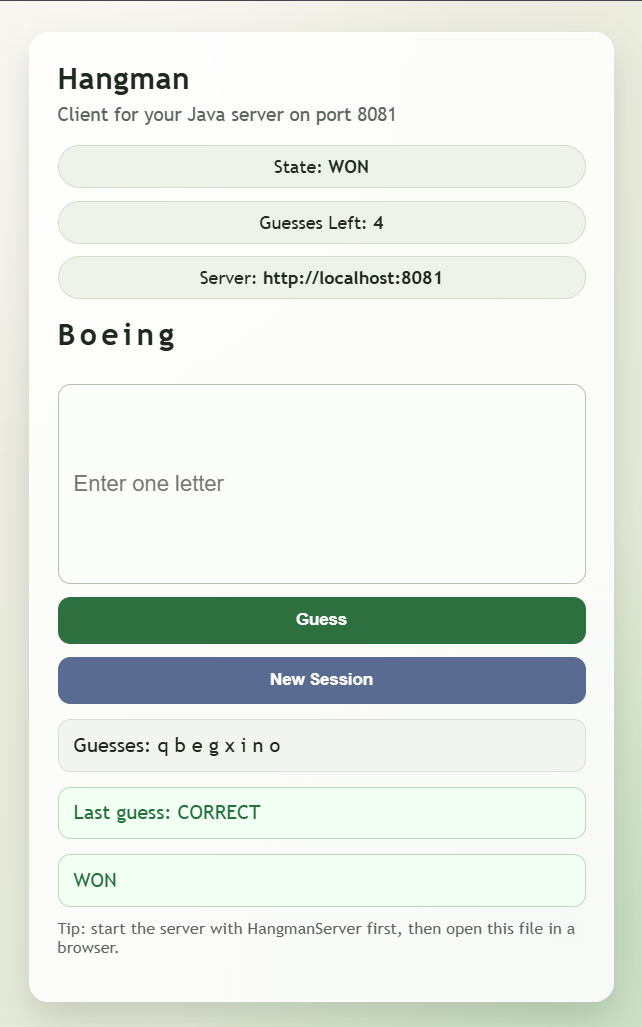 Hangman
Client for your Java server on port 8081
State: WON
Guesses Left: 4
Server: http://localhost:8081
Boeing
Enter one letter
Guess
New Session
Guesses: q b e g x i n o
Last guess: CORRECT
WON
Tip: start the server with HangmanServer first, then open this file in a
browser.